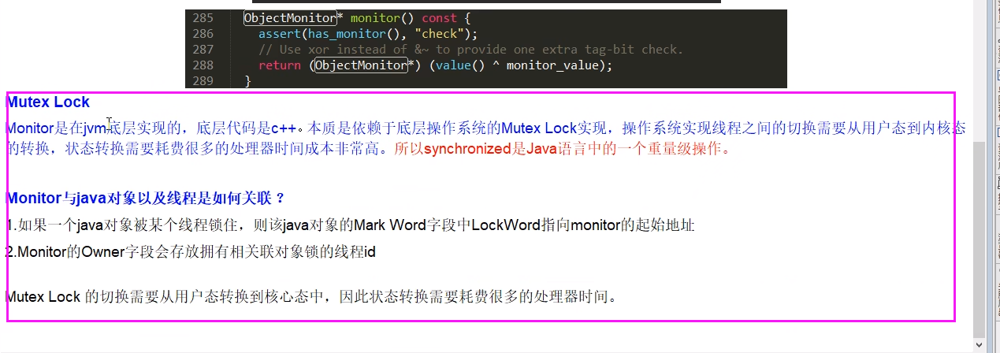 285 ObjectMonitor* monitor() const {
286 assert(has_monitor(), "check");
287 // Use xor instead of &~ to provide one extra tag-bit check.
288 return (ObjectMonitor*) (value() ^ monitor_value);
289 }
Mutex Lock
Monitor是在jvm底层实现的，底层代码是c++。本质是依赖于底层操作系统的Mutex Lock实现，操作系统实现线程之间的切换需要从用户态到内核态
的转换，状态转换需要耗费很多的处理器时间成本非常高。所以synchronized是Java语言中的一个重量级操作。
Monitor与java对象以及线程是如何关联？
1.如果一个java对象被某个线程锁住，则该java对象的Mark Word字段中LockWord指向monitor的起始地址
2.Monitor的Owner字段会存放拥有相关联对象锁的线程id
Mutex Lock 的切换需要从用户态转换到核心态中，因此状态转换需要耗费很多的处理器时间。